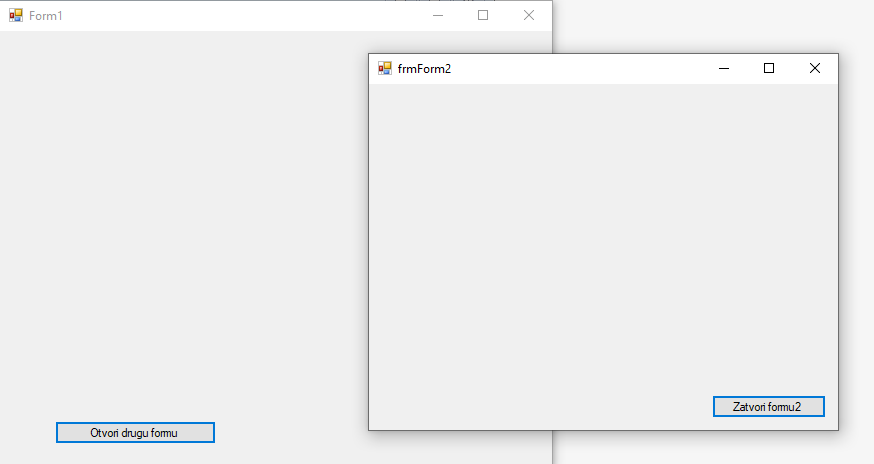 Form1
frmForm2
Zatvori formu2
Otvori drugu formu